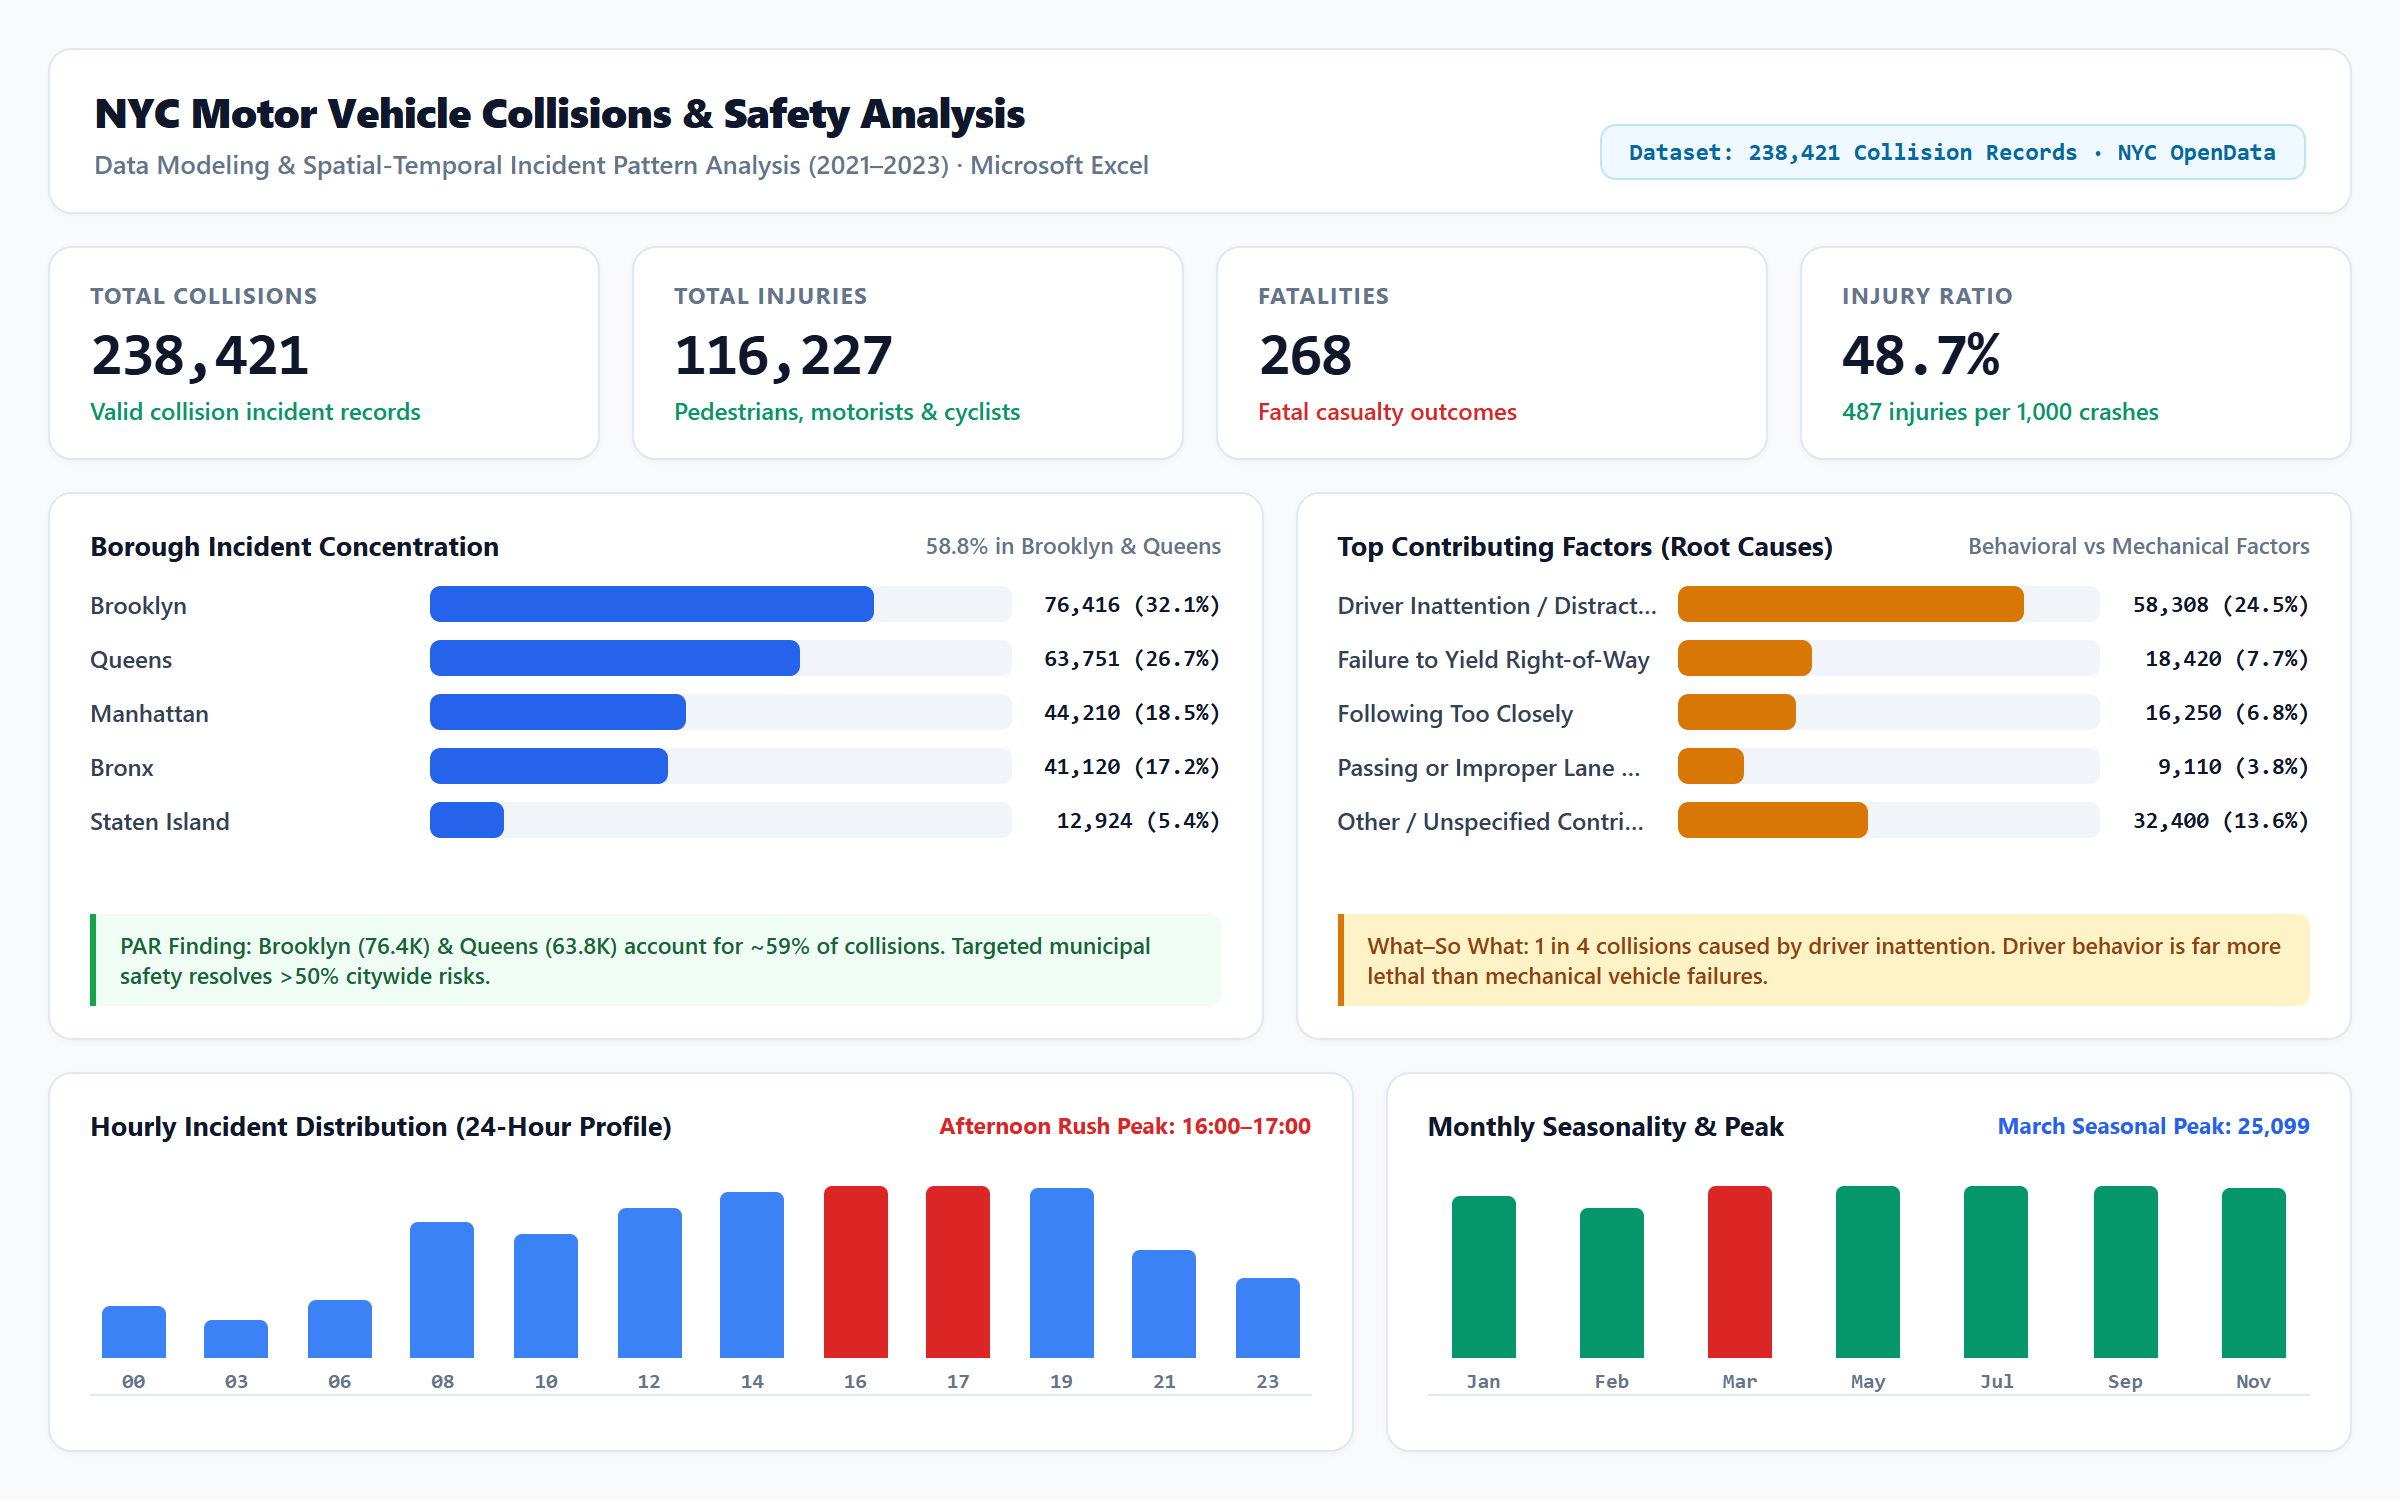 NYC Motor Vehicle Collisions & Safety Analysis
Data Modeling & Spatial-Temporal Incident Pattern Analysis (2021–2023) · Microsoft Excel
Dataset: 238,421 Collision Records · NYC OpenData
TOTAL COLLISIONS
238,421
Valid collision incident records
TOTAL INJURIES
116,227
Pedestrians, motorists & cyclists
FATALITIES
268
Fatal casualty outcomes
INJURY RATIO
48.7%
487 injuries per 1,000 crashes
Borough Incident Concentration
58.8% in Brooklyn & Queens
Brooklyn 76,416 (32.1%)
Queens 63,751 (26.7%)
Manhattan 44,210 (18.5%)
Bronx 41,120 (17.2%)
Staten Island 12,924 (5.4%)
PAR Finding: Brooklyn (76.4K) & Queens (63.8K) account for ~59% of collisions. Targeted municipal
safety resolves >50% citywide risks.
Top Contributing Factors (Root Causes)
Behavioral vs Mechanical Factors
Driver Inattention / Distract... 58,308 (24.5%)
Failure to Yield Right-of-Way 18,420 (7.7%)
Following Too Closely 16,250 (6.8%)
Passing or Improper Lane ... 9,110 (3.8%)
Other / Unspecified Contri... 32,400 (13.6%)
What–So What: 1 in 4 collisions caused by driver inattention. Driver behavior is far more
lethal than mechanical vehicle failures.
Hourly Incident Distribution (24-Hour Profile)
Afternoon Rush Peak: 16:00–17:00
00 03 06 08 10 12 14 16 17 19 21 23
Monthly Seasonality & Peak
March Seasonal Peak: 25,099
Jan Feb Mar May Jul Sep Nov